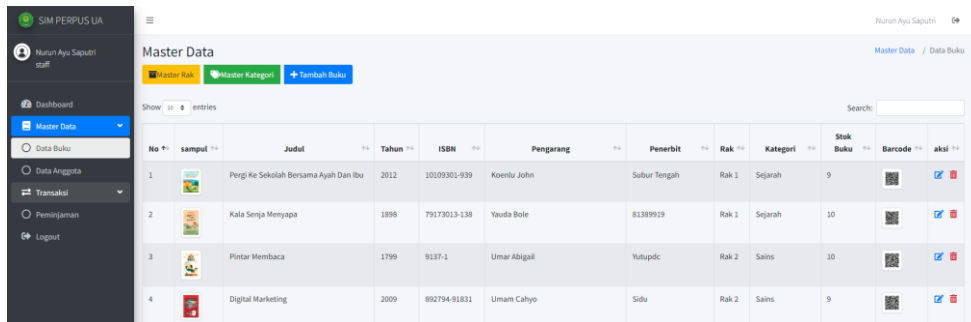 SIM PERPUS UA
Nurun Ayu Saputri
staff
Dashboard
Master Data
Data Buku
Data Anggota
Transaksi
Peminjaman
Logout
Nurun Ayu Saputri
Master Data
Master Data / Data Buku
Master Rak Master Kategori + Tambah Buku
Show 10 entries
Search:
No sampul Judul Tahun ISBN Pengarang Penerbit Rak Kategori Stok Buku Barcode aksi
1 Pergi Ke Sekolah Bersama Ayah Dan Ibu 2012 10109301-939 Koenlu John Subur Tengah Rak 1 Sejarah 9
2 Kala Senja Menyapa 1898 79173013-138 Yauda Bole 81389919 Rak 1 Sejarah 10
3 Pintar Membaca 1799 9137-1 Umar Abigail Yutupdc Rak 2 Sains 10
4 Digital Marketing 2009 892794-91831 Umam Cahyo Sidu Rak 2 Sains 9